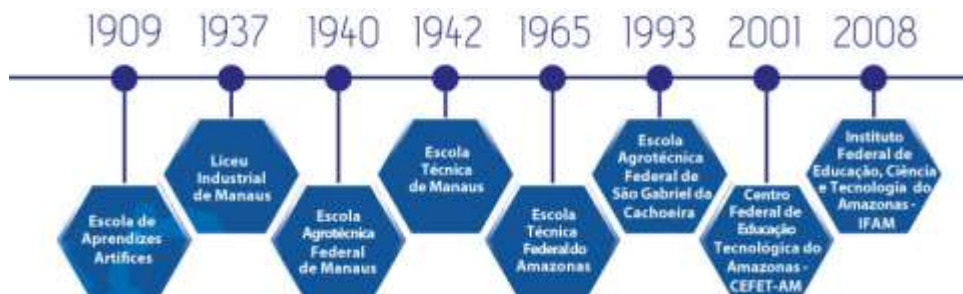 1909 1937 1940 1942 1965 1993 2001 2008
Escola de
Aprendizes
Artífices
Liceu
Industrial
de Manaus
Escola
Agrotécnica
Federal
de Manaus
Escola
Técnica
de Manaus
Escola
Técnica
Federal do
Amazonas
Escola
Agrotécnica
Federal de
São Gabriel da
Cachoeira
Centro
Federal de
Educação
Tecnológica do
Amazonas -
CEFET-AM
Instituto
Federal de
Educação, Ciência
e Tecnologia do
Amazonas -
IFAM